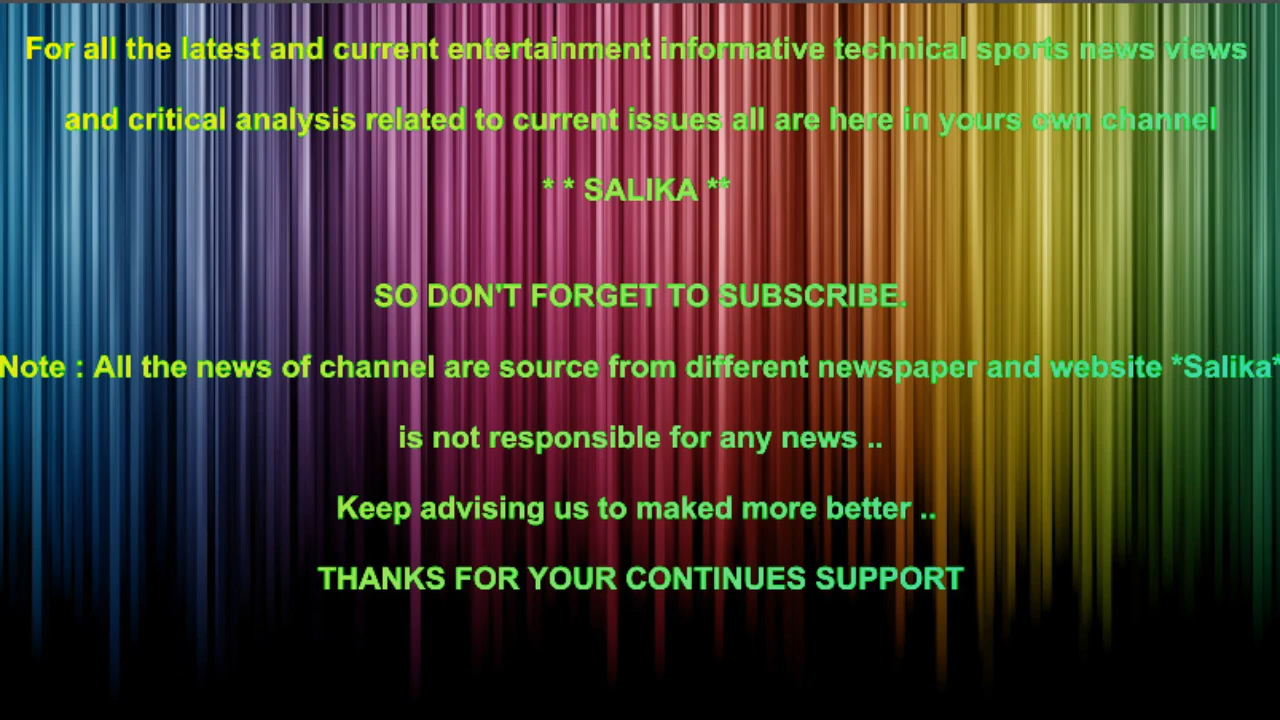 For all the latest and current entertainment informative technical sports news views
and critical analysis related to current issues all are here in yours own channel
* * SALIKA **
SO DON'T FORGET TO SUBSCRIBE.
Note : All the news of channel are source from different newspaper and website *Salika*
is not responsible for any news ..
Keep advising us to maked more better ..
THANKS FOR YOUR CONTINUES SUPPORT